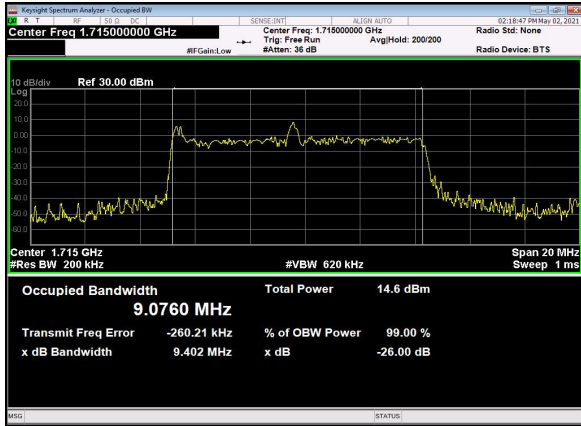 Keysight Spectrum Analyzer - Occupied BW
R T RF 50 Ω DC SENSE:INT ALIGN AUTO 02:18:47 PM May 02, 2021
Center Freq 1.715000000 GHz Center Freq: 1.715000000 GHz Radio Std: None
Trig: Free Run Avg|Hold: 200/200
#IFGain:Low #Atten: 36 dB Radio Device: BTS
10 dB/div Ref 30.00 dBm
Log
20.0
10.0
0.00
-10.0
-20.0
-30.0
-40.0
-50.0
-60.0
Center 1.715 GHz Span 20 MHz
#Res BW 200 kHz #VBW 620 kHz Sweep 1 ms
Occupied Bandwidth Total Power 14.6 dBm
9.0760 MHz
Transmit Freq Error -260.21 kHz % of OBW Power 99.00 %
x dB Bandwidth 9.402 MHz x dB -26.00 dB
MSG STATUS